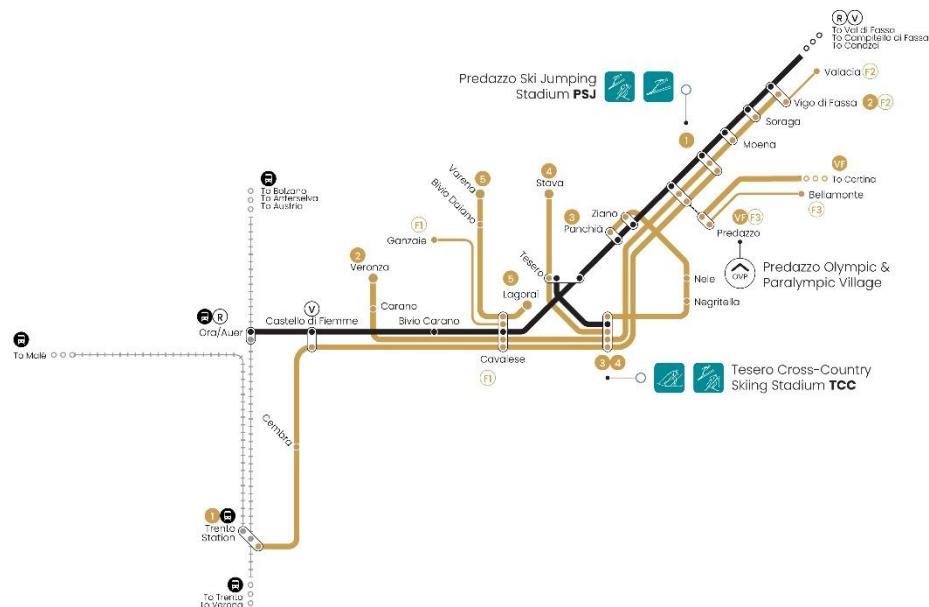 R V
To Val di Fassa
To Campitello di Fassa
To Canazei
Valacia F2
Vigo di Fassa 2 F2
Soraga
Moena
Predazzo Ski Jumping
Stadium PSJ
1
VF
To Cortina
Bellamonte
F3
VF F3
Predazzo
OVP
Predazzo Olympic &
Paralympic Village
3
Ziano
Panchià
Nele
Negritella
4
Stava
Tesero
5
Varena
Bivio Daiano
F1
Ganzaie
5
Lagorai
2
Veronza
Carano
To Bolzano
To Anterselva
To Austria
R
Ora/Auer
V
Castello di Fiemme
Bivio Carano
Cavalese
F1
3 4
Tesero Cross-Country
Skiing Stadium TCC
To Malè
Cembra
1
Trento
Station
To Trento
To Verona